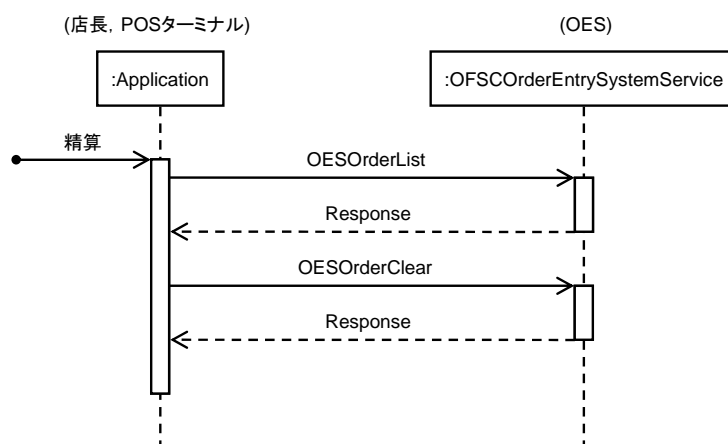 (店長, POSターミナル)
(OES)
:Application
:OFSCOrderEntrySystemService
精算
OESOrderList
Response
OESOrderClear
Response